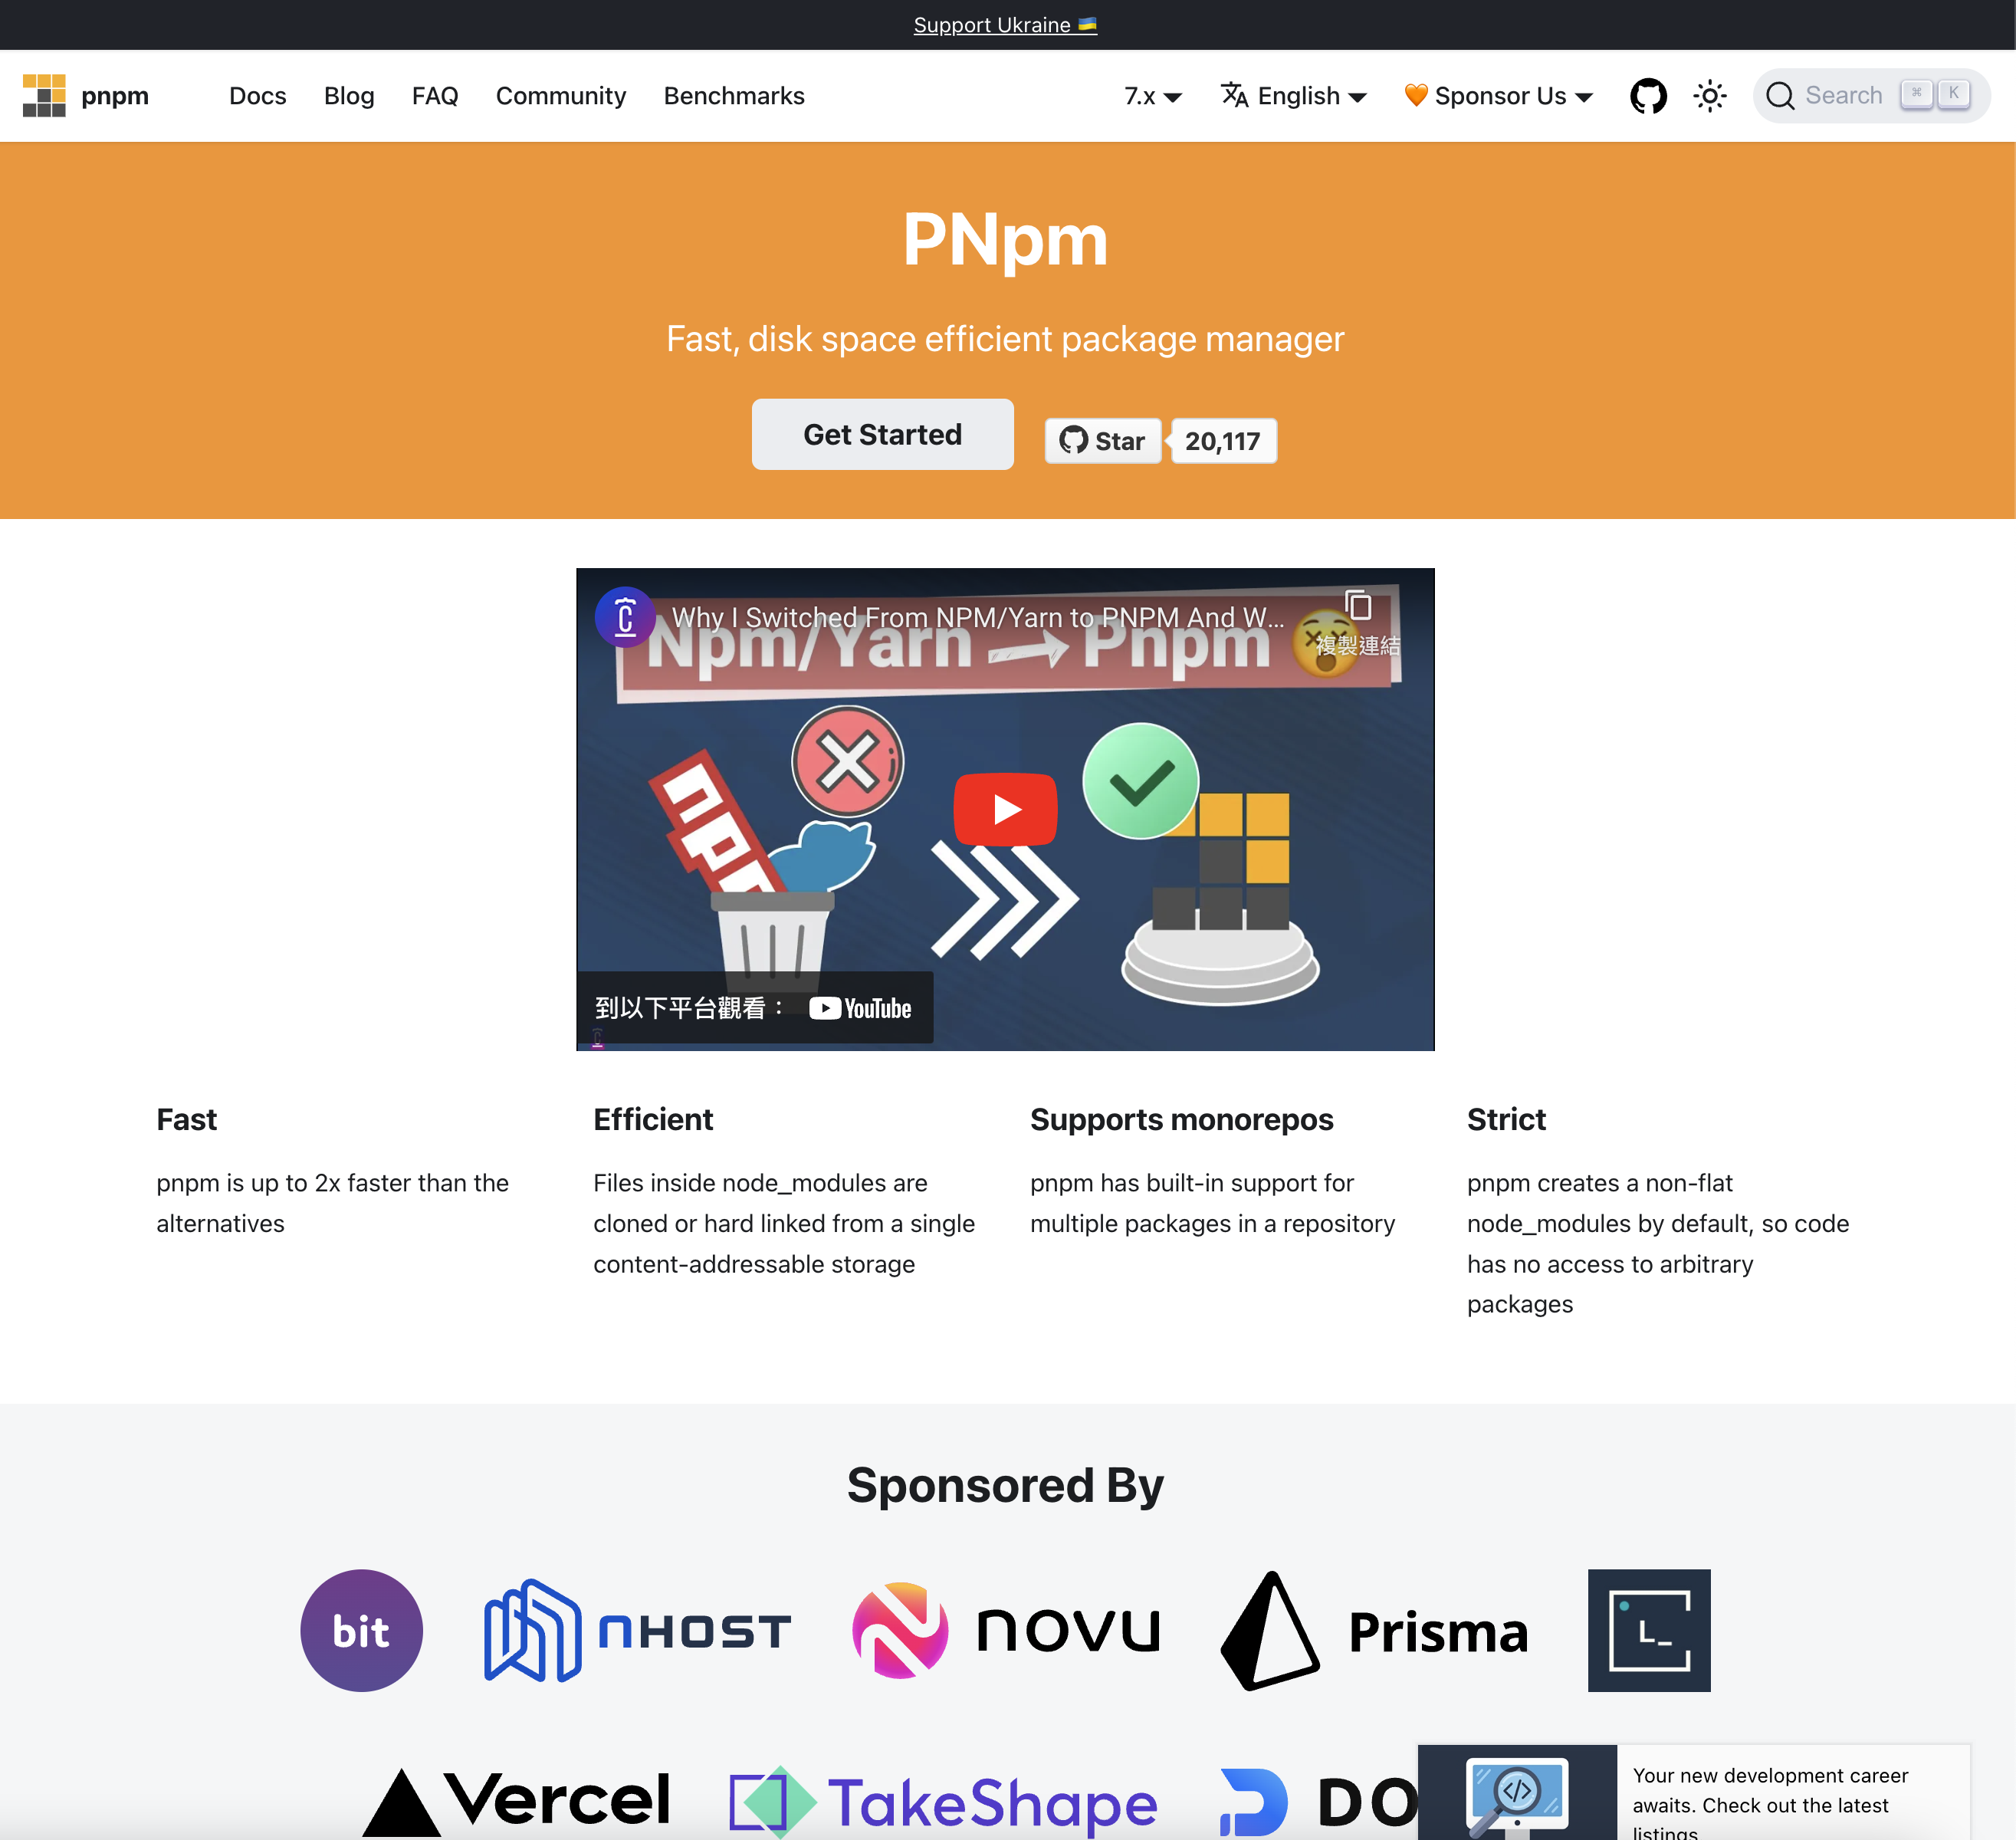 Support Ukraine 🇺🇦
pnpm
Docs
Blog
FAQ
Community
Benchmarks
7.x
English
🧡 Sponsor Us
Search
⌘
K
PNpm
Fast, disk space efficient package manager
Get Started
Star
20,117
Why I Switched From NPM/Yarn to PNPM And W...
複製連結
Npm/Yarn
Pnpm
npm
到以下平台觀看：
YouTube
Fast
pnpm is up to 2x faster than the
alternatives
Efficient
Files inside node_modules are
cloned or hard linked from a single
content-addressable storage
Supports monorepos
pnpm has built-in support for
multiple packages in a repository
Strict
pnpm creates a non-flat
node_modules by default, so code
has no access to arbitrary
packages
Sponsored By
bit
nHOST
novu
Prisma
L_
Vercel
TakeShape
DO
</>
Your new development career
awaits. Check out the latest
listings